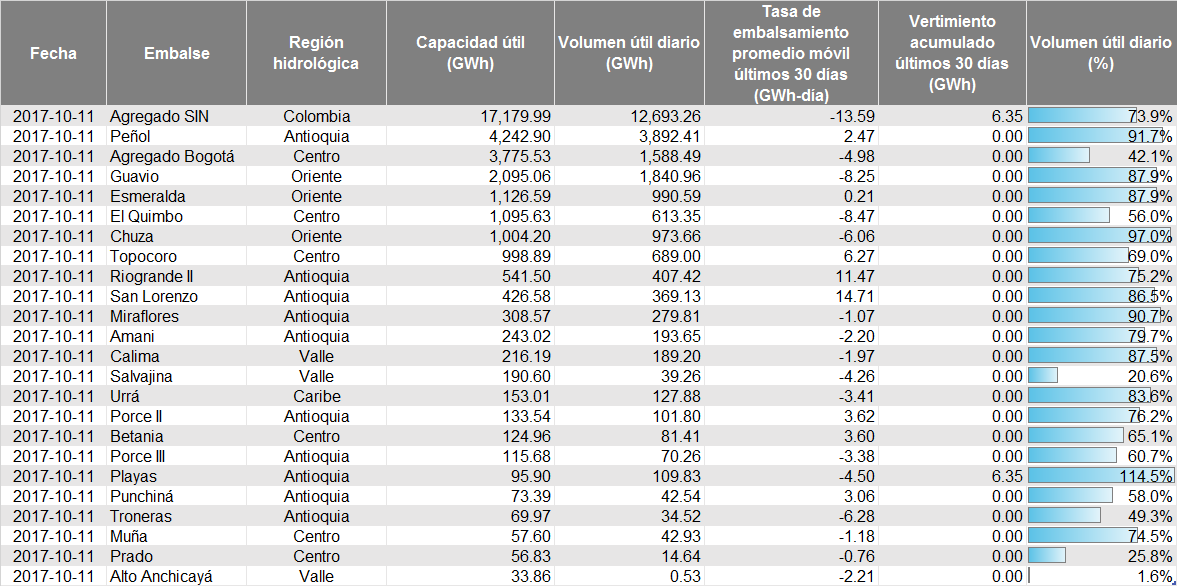 Fecha Embalse Región hidrológica Capacidad útil (GWh) Volumen útil diario (GWh) Tasa de embalsamiento promedio móvil últimos 30 días (GWh-día) Vertimiento acumulado últimos 30 días (GWh) Volumen útil diario (%)
2017-10-11 Agregado SIN Colombia 17,179.99 12,693.26 -13.59 6.35 73.9%
2017-10-11 Peñol Antioquia 4,242.90 3,892.41 2.47 0.00 91.7%
2017-10-11 Agregado Bogotá Centro 3,775.53 1,588.49 -4.98 0.00 42.1%
2017-10-11 Guavio Oriente 2,095.06 1,840.96 -8.25 0.00 87.9%
2017-10-11 Esmeralda Oriente 1,126.59 990.59 0.21 0.00 87.9%
2017-10-11 El Quimbo Centro 1,095.63 613.35 -8.47 0.00 56.0%
2017-10-11 Chuza Oriente 1,004.20 973.66 -6.06 0.00 97.0%
2017-10-11 Topocoro Centro 998.89 689.00 6.27 0.00 69.0%
2017-10-11 Riogrande II Antioquia 541.50 407.42 11.47 0.00 75.2%
2017-10-11 San Lorenzo Antioquia 426.58 369.13 14.71 0.00 86.5%
2017-10-11 Miraflores Antioquia 308.57 279.81 -1.07 0.00 90.7%
2017-10-11 Amani Antioquia 243.02 193.65 -2.20 0.00 79.7%
2017-10-11 Calima Valle 216.19 189.20 -1.97 0.00 87.5%
2017-10-11 Salvajina Valle 190.60 39.26 -4.26 0.00 20.6%
2017-10-11 Urrá Caribe 153.01 127.88 -3.41 0.00 83.6%
2017-10-11 Porce II Antioquia 133.54 101.80 3.62 0.00 76.2%
2017-10-11 Betania Centro 124.96 81.41 3.60 0.00 65.1%
2017-10-11 Porce III Antioquia 115.68 70.26 -3.38 0.00 60.7%
2017-10-11 Playas Antioquia 95.90 109.83 -4.50 6.35 114.5%
2017-10-11 Punchiná Antioquia 73.39 42.54 3.06 0.00 58.0%
2017-10-11 Troneras Antioquia 69.97 34.52 -6.28 0.00 49.3%
2017-10-11 Muña Centro 57.60 42.93 -1.18 0.00 74.5%
2017-10-11 Prado Centro 56.83 14.64 -0.76 0.00 25.8%
2017-10-11 Alto Anchicayá Valle 33.86 0.53 -2.21 0.00 1.6%